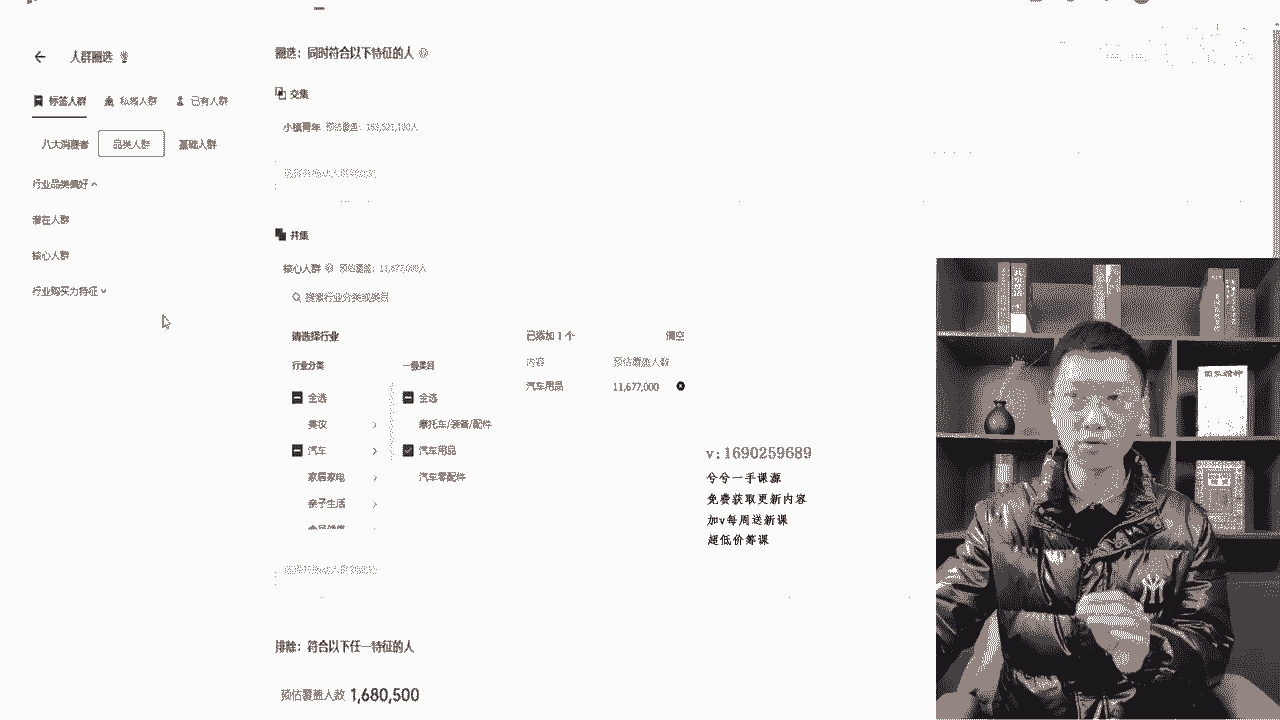 人群圈选
标签人群 私域人群 已有人群
八大消费者 品类人群 基础人群
行业品类偏好
潜在人群
核心人群
行业购买力特征
圈选：同时符合以下特征的人
交集
小镇青年 预估覆盖：
并集
核心人群 预估覆盖：11,677,000人
搜索行业分类或类目
请选择行业
行业分类 一级类目
全选 全选
美妆 摩托车/装备/配件
汽车 汽车用品
家居家电 汽车零配件
亲子生活
已添加 1 个 清空
内容 预估覆盖人数
汽车用品 11,677,000
排除：符合以下任一特征的人
预估覆盖人数 1,680,500
v:1690259689
兮兮一手课源
免费获取更新内容
加v每周送新课
超低价筹课